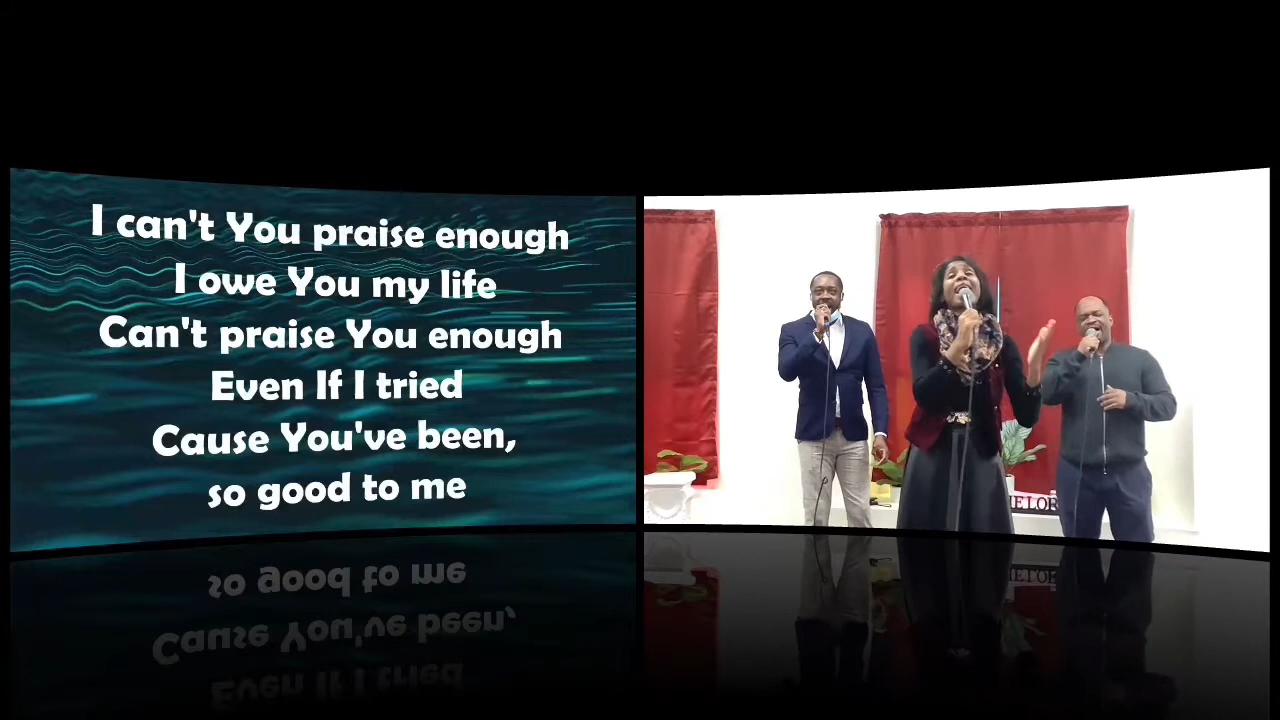 I can't You praise enough
I owe You my life
Can't praise You enough
Even If I tried
Cause You've been,
so good to me